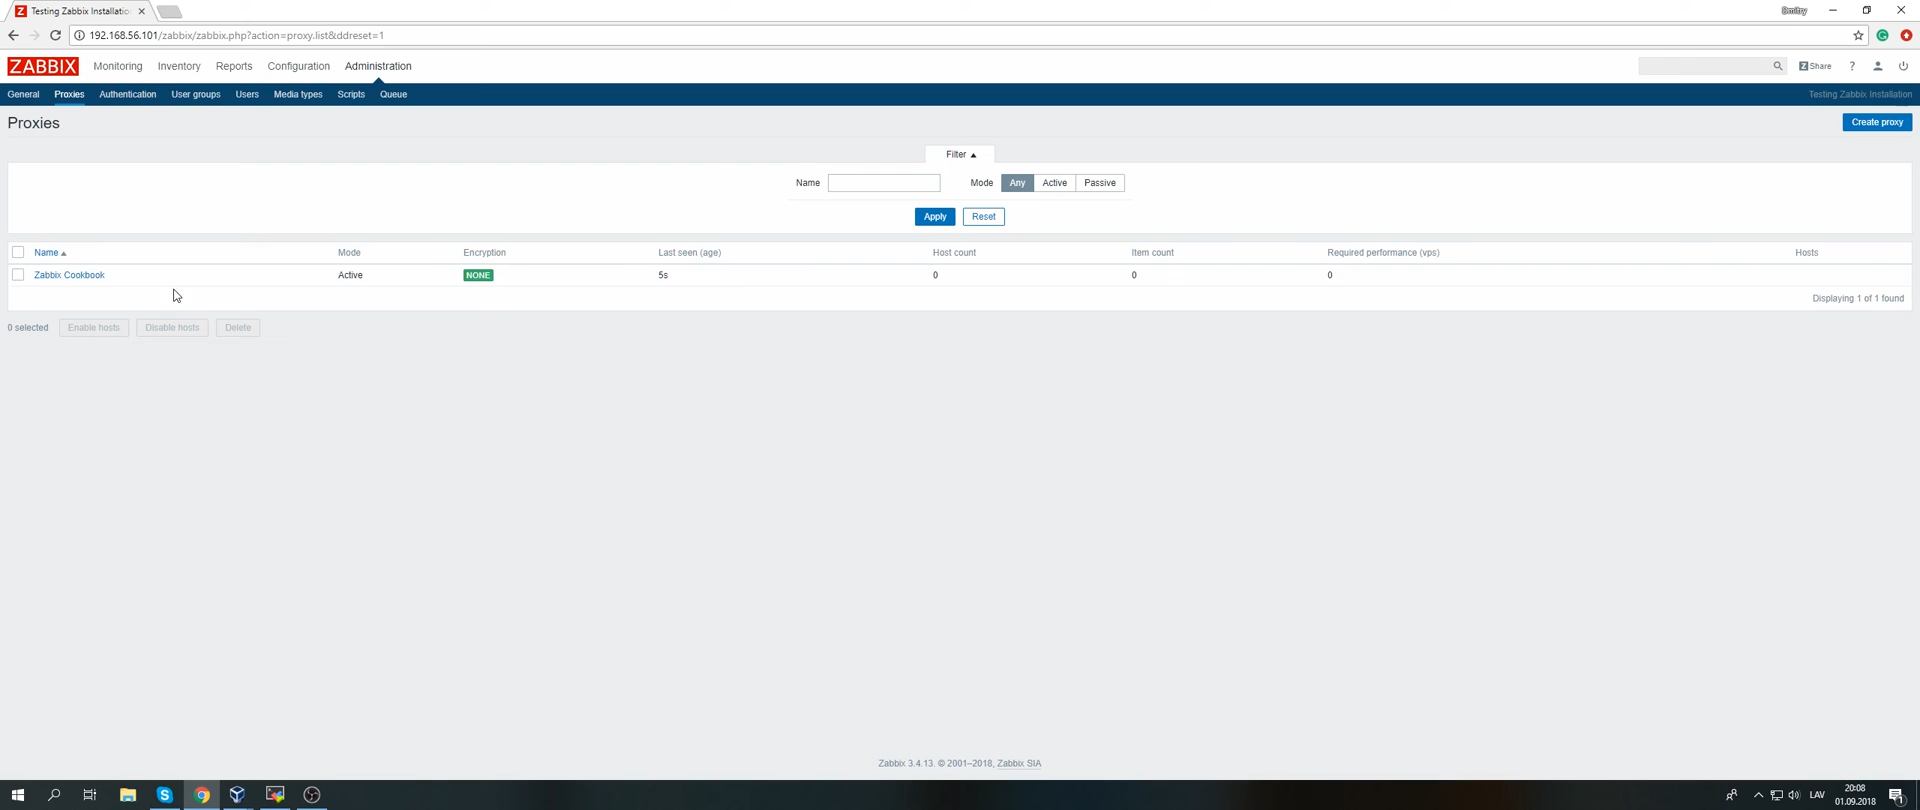 Testing Zabbix Installatio
Dmitry
192.168.56.101/zabbix/zabbix.php?action=proxy.list&ddreset=1
ZABBIX Monitoring Inventory Reports Configuration Administration Z Share ?
General Proxies Authentication User groups Users Media types Scripts Queue Testing Zabbix Installation
Proxies Create proxy
Filter
Name Mode Any Active Passive
Apply Reset
Name Mode Encryption Last seen (age) Host count Item count Required performance (vps) Hosts
Zabbix Cookbook Active NONE 5s 0 0 0
Displaying 1 of 1 found
0 selected Enable hosts Disable hosts Delete
Zabbix 3.4.13. © 2001–2018, Zabbix SIA
LAV 20:08
01.09.2018